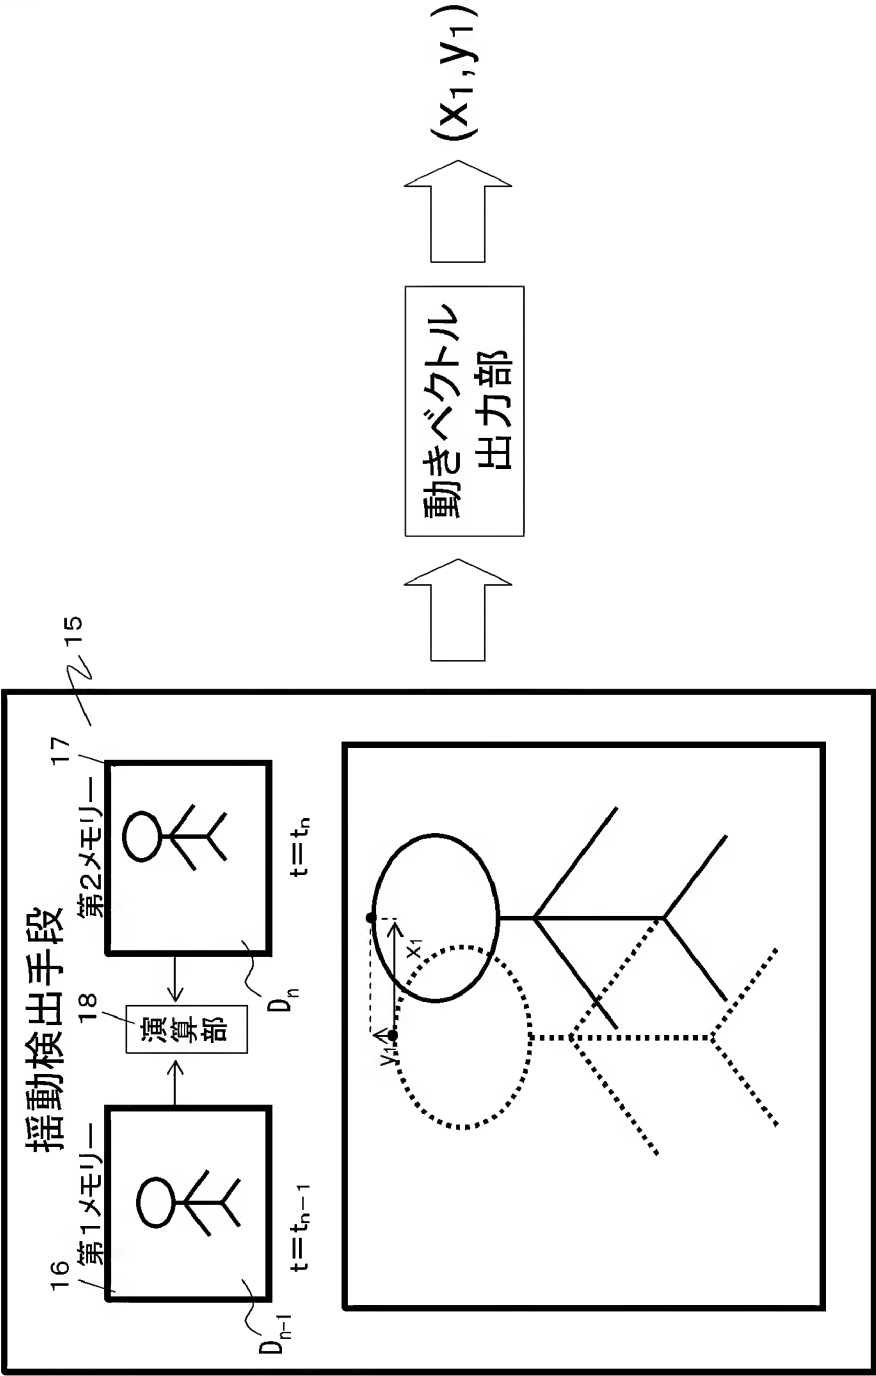 揺動検出手段
15
16
第1メモリー
18
演算部
第2メモリー
17
Dn-1
t=tn-1
Dn
t=tn
y1
x1
動きベクトル
出力部
(x1,y1)